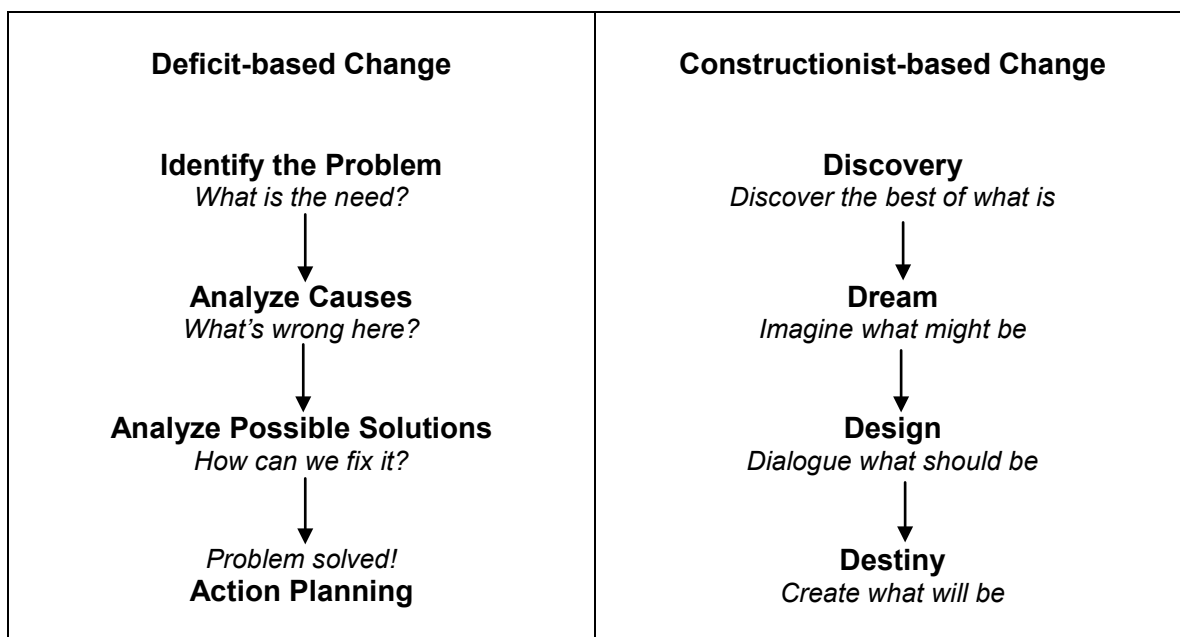 Deficit-based Change
Identify the Problem
What is the need?
Analyze Causes
What’s wrong here?
Analyze Possible Solutions
How can we fix it?
Problem solved!
Action Planning
Constructionist-based Change
Discovery
Discover the best of what is
Dream
Imagine what might be
Design
Dialogue what should be
Destiny
Create what will be